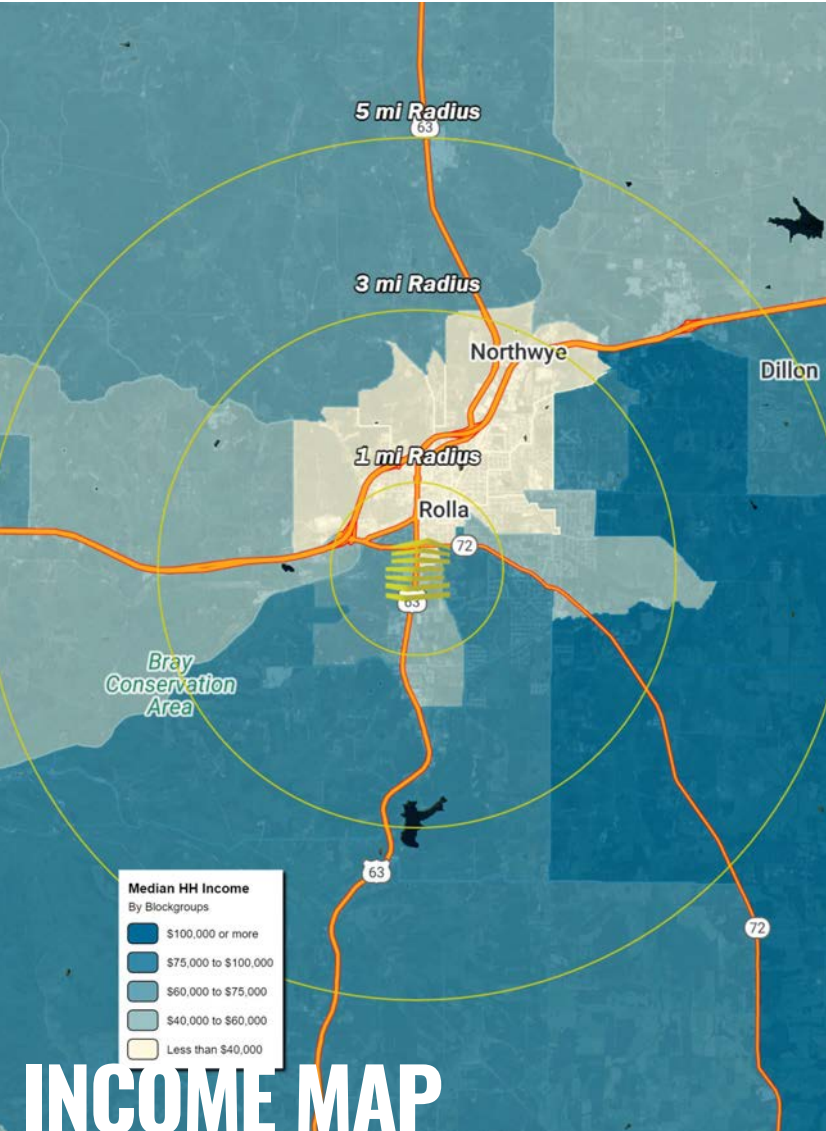 5 mi Radius
63
3 mi Radius
Northwye
Dillon
1 mi Radius
Rolla
72
63
Bray
Conservation
Area
63
72
Median HH Income
By Blockgroups
$100,000 or more
$75,000 to $100,000
$60,000 to $75,000
$40,000 to $60,000
Less than $40,000
INCOME MAP